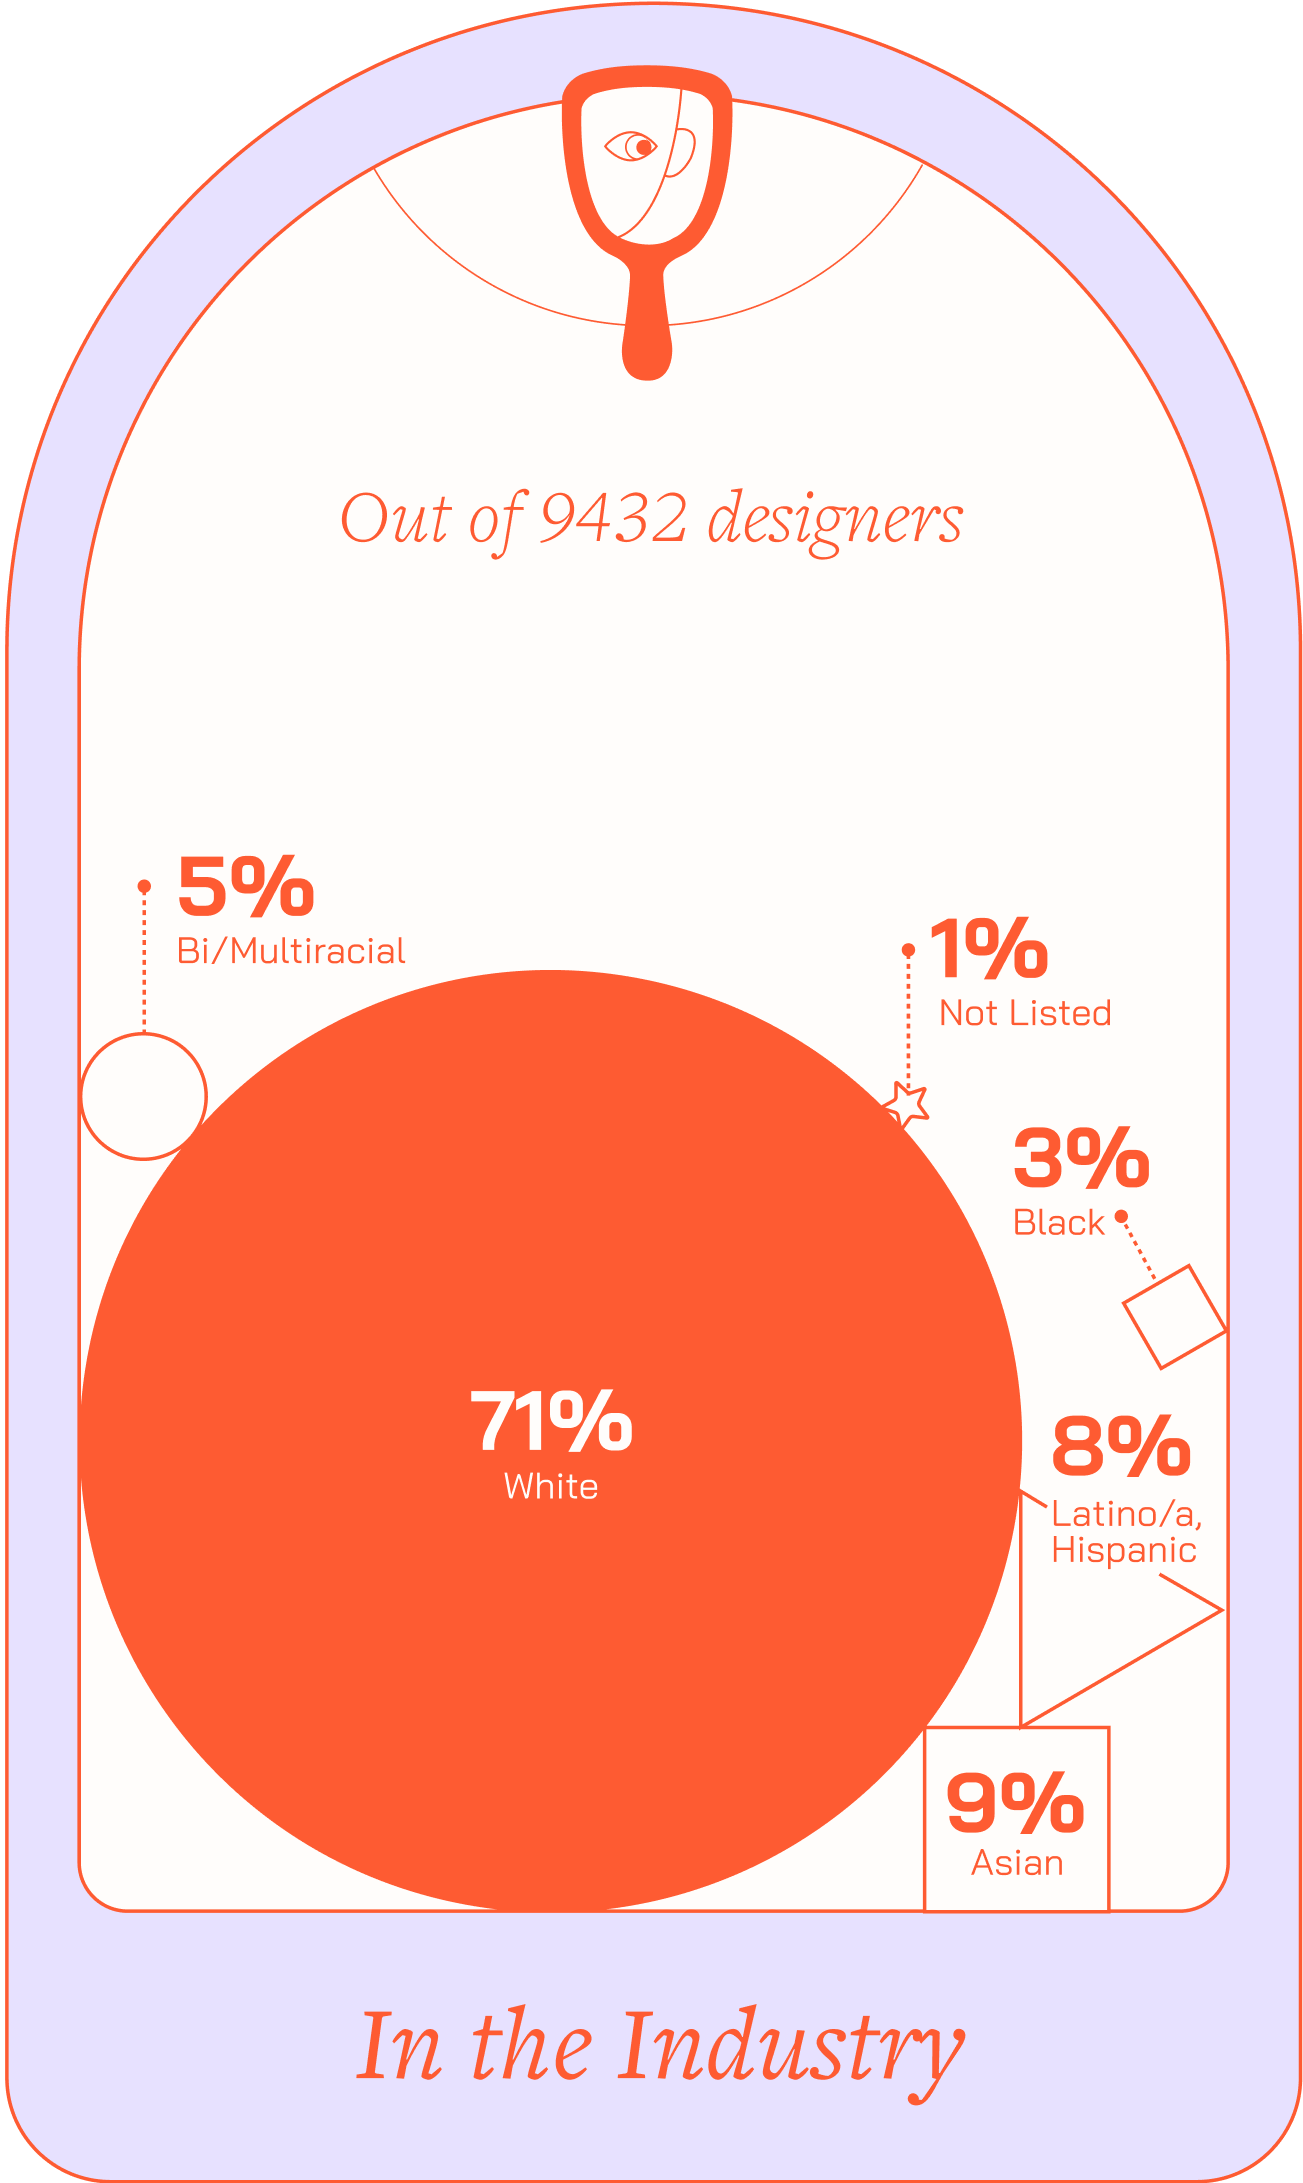 Out of 9432 designers
5%
Bi/Multiracial
1%
Not Listed
3%
Black
71%
White
8%
Latino/a,
Hispanic
9%
Asian
In the Industry